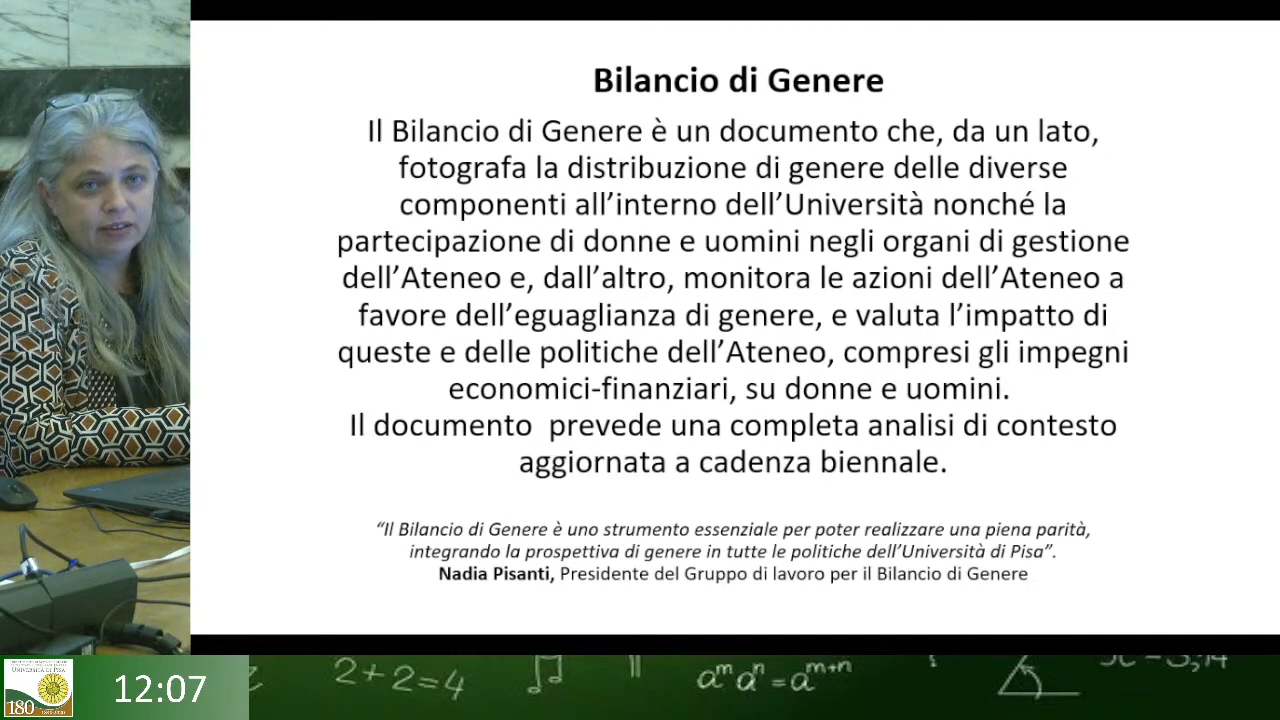 Bilancio di Genere
Il Bilancio di Genere è un documento che, da un lato,
fotografa la distribuzione di genere delle diverse
componenti all’interno dell’Università nonché la
partecipazione di donne e uomini negli organi di gestione
dell’Ateneo e, dall’altro, monitora le azioni dell’Ateneo a
favore dell’eguaglianza di genere, e valuta l’impatto di
queste e delle politiche dell’Ateneo, compresi gli impegni
economici-finanziari, su donne e uomini.
Il documento  prevede una completa analisi di contesto
aggiornata a cadenza biennale.
“Il Bilancio di Genere è uno strumento essenziale per poter realizzare una piena parità,
integrando la prospettiva di genere in tutte le politiche dell’Università di Pisa”.
Nadia Pisanti, Presidente del Gruppo di lavoro per il Bilancio di Genere
UNIVERSITÀ DI PISA
180
12:07
2+2=4
aᵐaⁿ=aᵐ⁺ⁿ